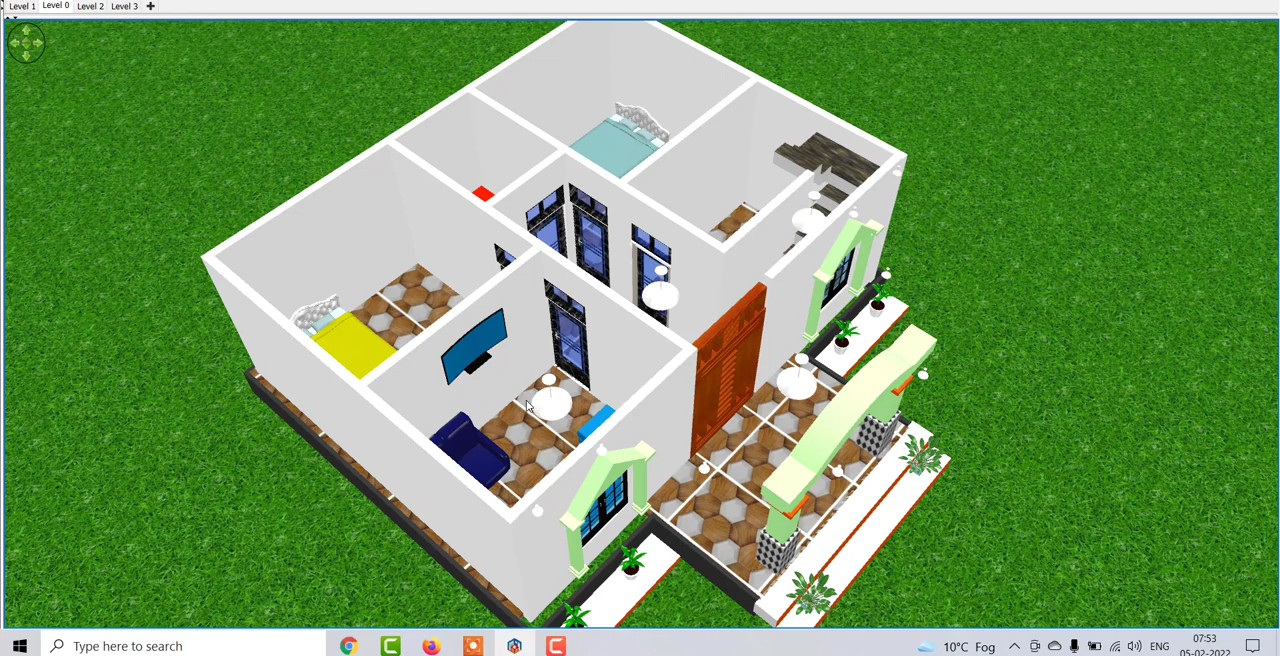 Level 1 Level 0 Level 2 Level 3
Type here to search
10°C Fog
ENG
07:53
05-02-2022